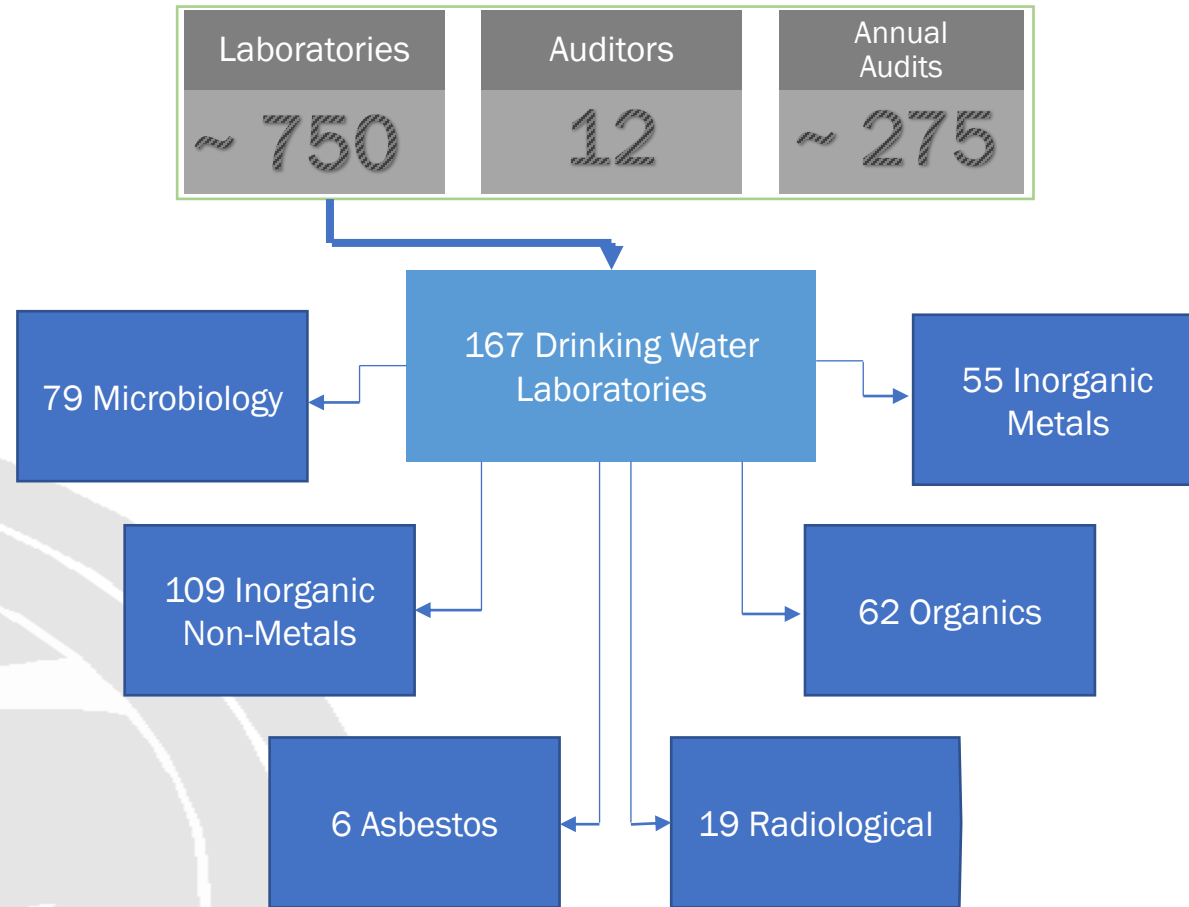 Laboratories
~ 750
Auditors
12
Annual
Audits
~ 275
167 Drinking Water
Laboratories
79 Microbiology
55 Inorganic
Metals
109 Inorganic
Non-Metals
62 Organics
6 Asbestos
19 Radiological